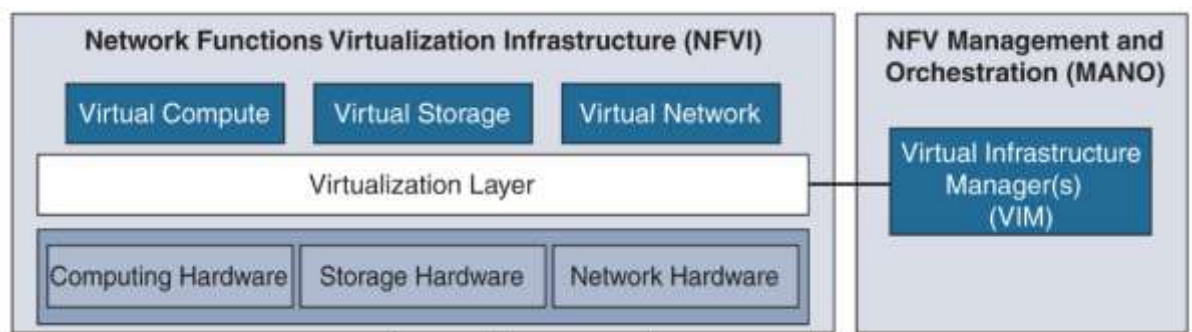 Network Functions Virtualization Infrastructure (NFVI)
Virtual Compute
Virtual Storage
Virtual Network
Virtualization Layer
Computing Hardware
Storage Hardware
Network Hardware
NFV Management and
Orchestration (MANO)
Virtual Infrastructure
Manager(s)
(VIM)